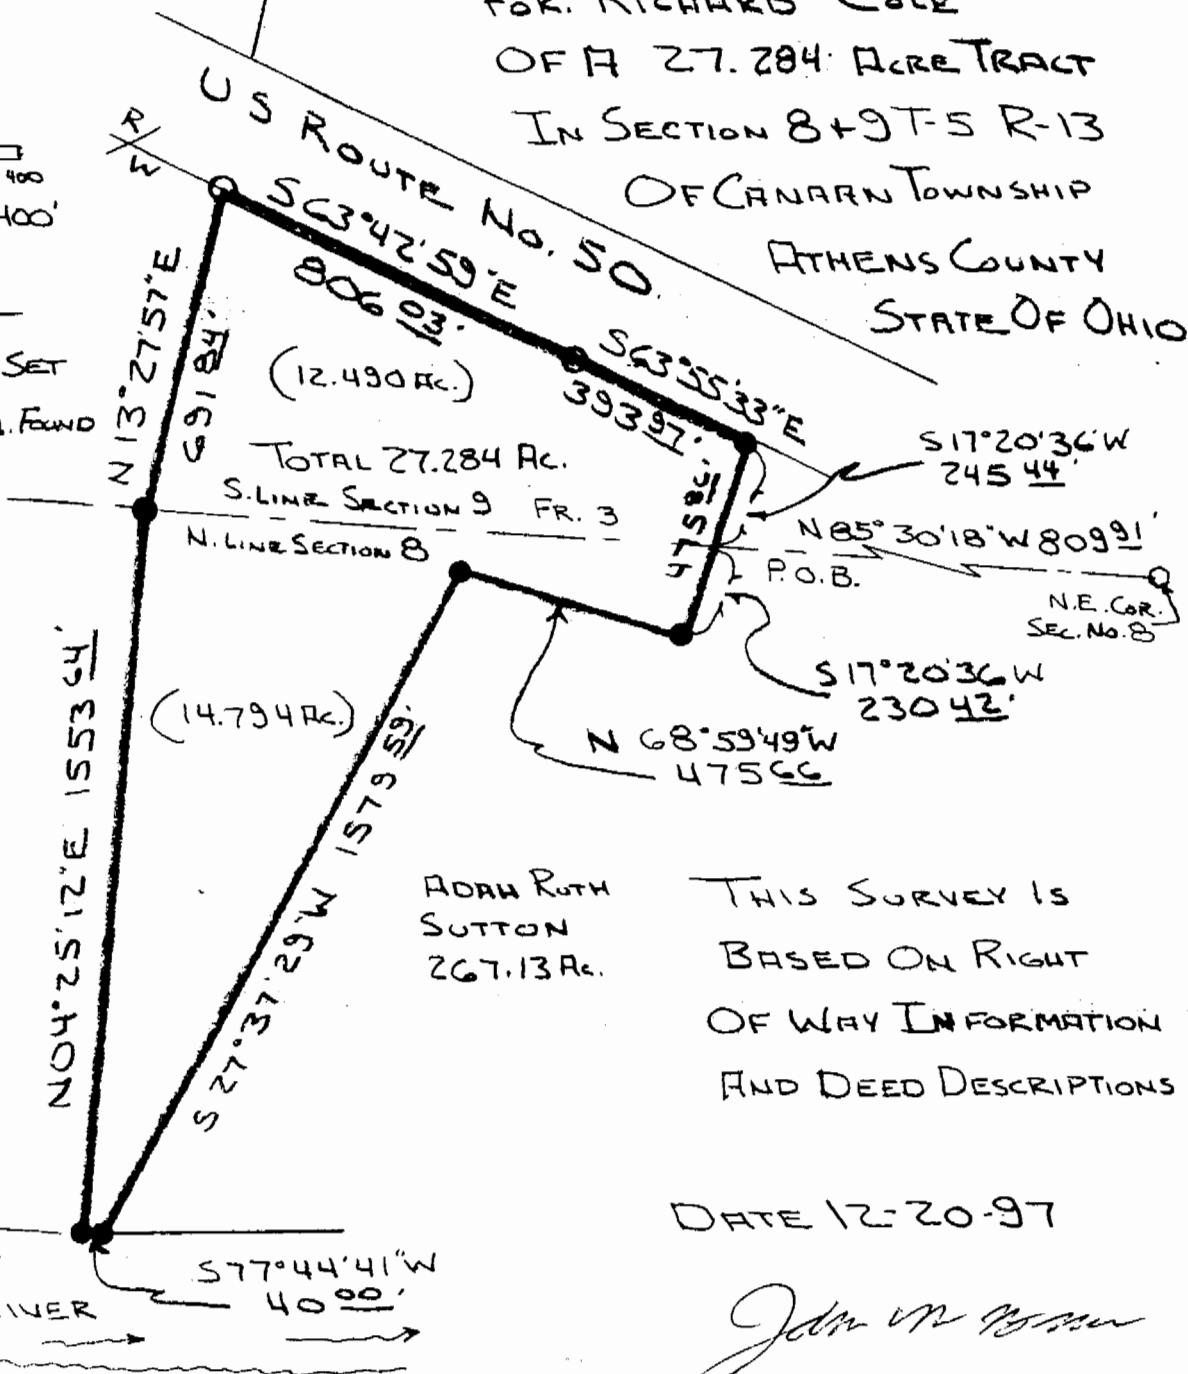 FOR: RICHARD COLE
OF A 27.284 ACRE TRACT
IN SECTION 8+9 T-5 R-13
OF CANAAN TOWNSHIP
ATHENS COUNTY
STATE OF OHIO
US ROUTE NO. 50
R/W
400
400'
SET
FOUND
S63°42'59"E
806 03'
S63°55'33"E
393 97'
N13°27'57"E
691 84'
(12.490 AC.)
TOTAL 27.284 AC.
S. LINE SECTION 9 FR. 3
N. LINE SECTION 8
475 86'
S17°20'36"W
245 44'
N85°30'18"W 809 91'
P.O.B.
N.E. COR.
SEC. NO. 8
S17°20'36"W
230 42'
N 68°59'49"W
475 66
(14.794 AC.)
N04°25'12"E 1553 64'
S 27°37'29"W 1579 59'
ADAH RUTH
SUTTON
267.13 AC.
THIS SURVEY IS
BASED ON RIGHT
OF WAY INFORMATION
AND DEED DESCRIPTIONS
DATE 12-20-97
S77°44'41"W
40 00'
IVER